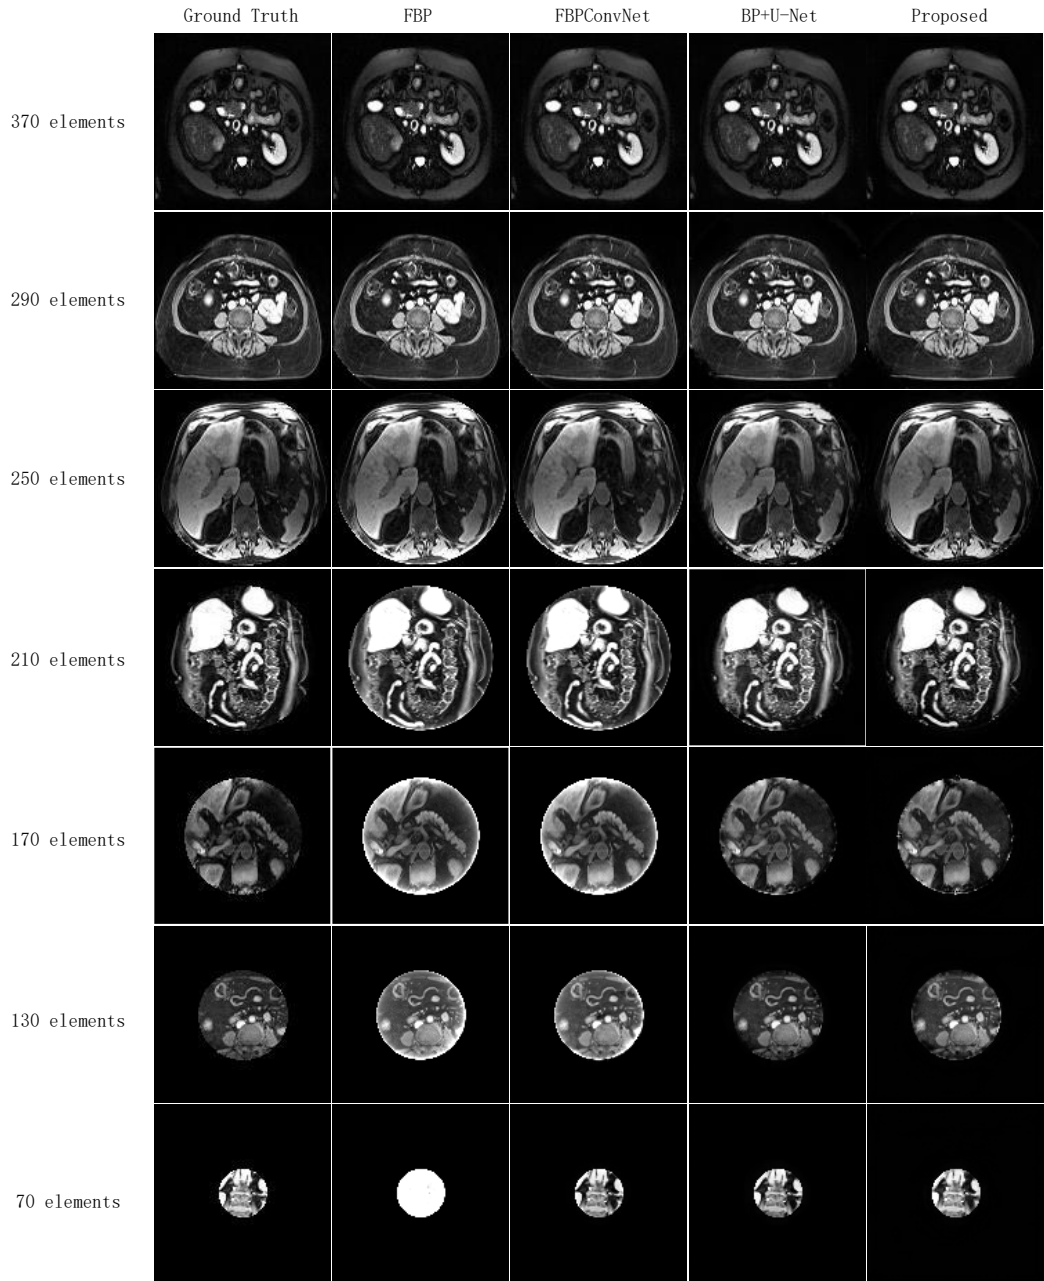 Ground Truth FBP FBPConvNet BP+U-Net Proposed
370 elements
290 elements
250 elements
210 elements
170 elements
130 elements
70 elements